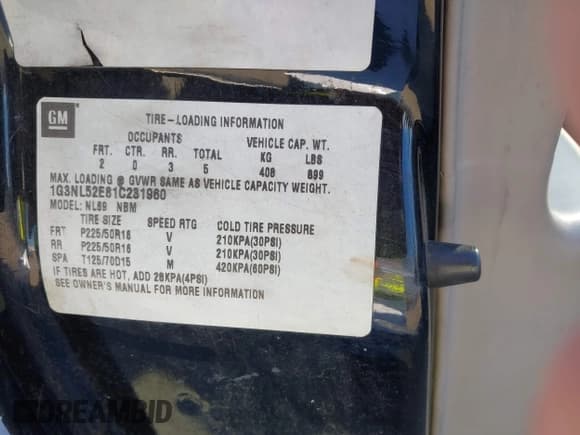 GM
TIRE-LOADING INFORMATION
OCCUPANTS VEHICLE CAP. WT.
FRT. CTR. RR. TOTAL KG LBS
2 0 3 5 408 899
MAX. LOADING @ GVWR SAME AS VEHICLE CAPACITY WEIGHT.
1G3NL52E81C231960
MODEL: NL69 NBM
TIRE SIZE SPEED RTG COLD TIRE PRESSURE
FRT P225/50R16 V 210KPA(30PSI)
RR P225/50R16 V 210KPA(30PSI)
SPA T125/70D15 M 420KPA(60PSI)
IF TIRES ARE HOT, ADD 28KPA(4PSI)
SEE OWNER'S MANUAL FOR MORE INFORMATION
DREAMBID